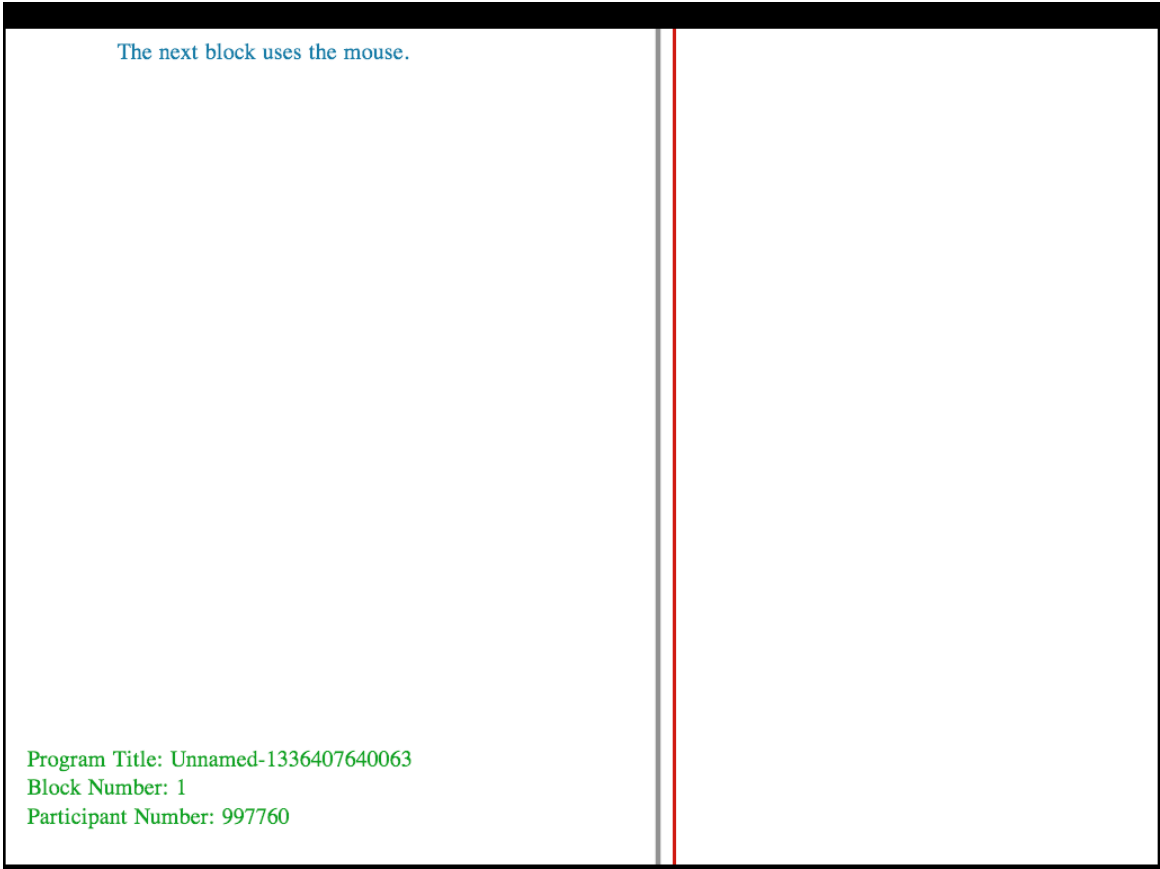 The next block uses the mouse.
Program Title: Unnamed-1336407640063
Block Number: 1
Participant Number: 997760